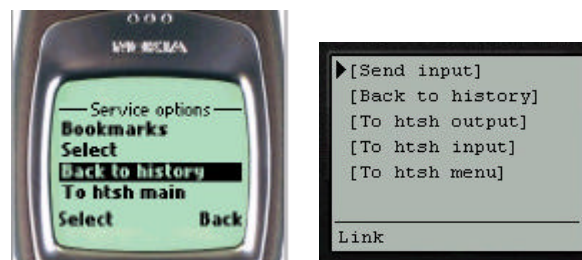 Service options
Bookmarks
Select
Back to history
To htsh main
Select Back
[Send input]
[Back to history]
[To htsh output]
[To htsh input]
[To htsh menu]
Link